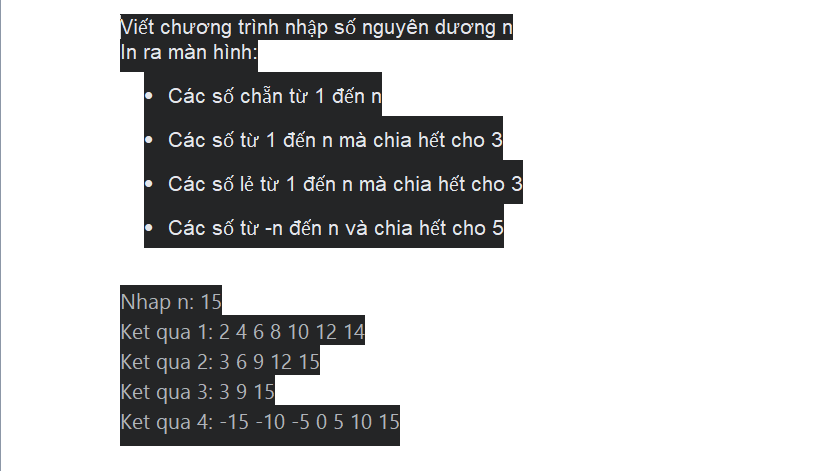 Viết chương trình nhập số nguyên dương n
In ra màn hình:
• Các số chẵn từ 1 đến n
• Các số từ 1 đến n mà chia hết cho 3
• Các số lẻ từ 1 đến n mà chia hết cho 3
• Các số từ -n đến n và chia hết cho 5
Nhap n: 15
Ket qua 1: 2 4 6 8 10 12 14
Ket qua 2: 3 6 9 12 15
Ket qua 3: 3 9 15
Ket qua 4: -15 -10 -5 0 5 10 15